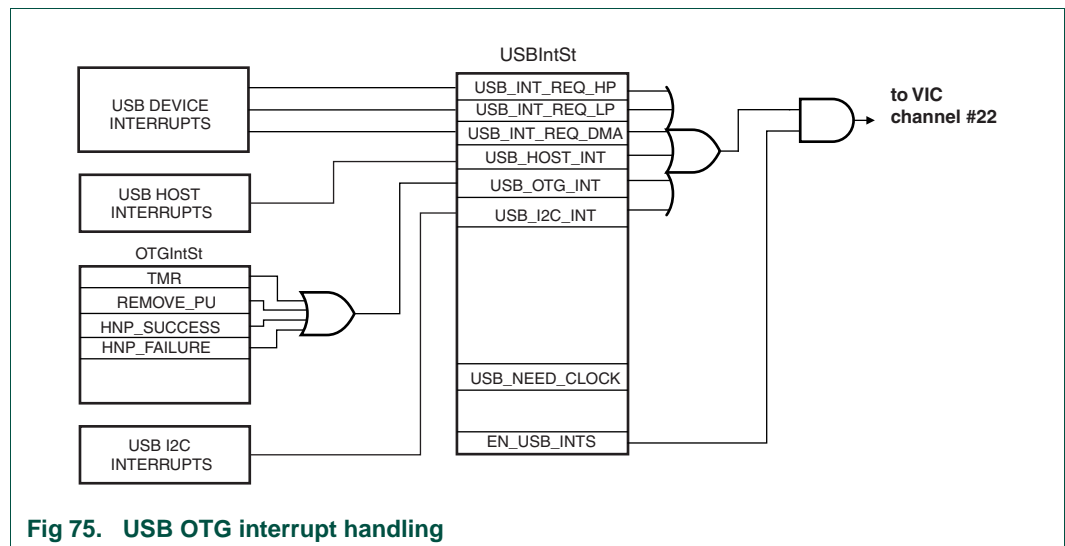 USBIntSt
USB DEVICE
INTERRUPTS
USB_INT_REQ_HP
USB_INT_REQ_LP
USB_INT_REQ_DMA
USB_HOST_INT
USB_OTG_INT
USB_I2C_INT
USB_NEED_CLOCK
EN_USB_INTS
to VIC
channel #22
USB HOST
INTERRUPTS
OTGIntSt
TMR
REMOVE_PU
HNP_SUCCESS
HNP_FAILURE
USB I2C
INTERRUPTS
Fig 75. USB OTG interrupt handling